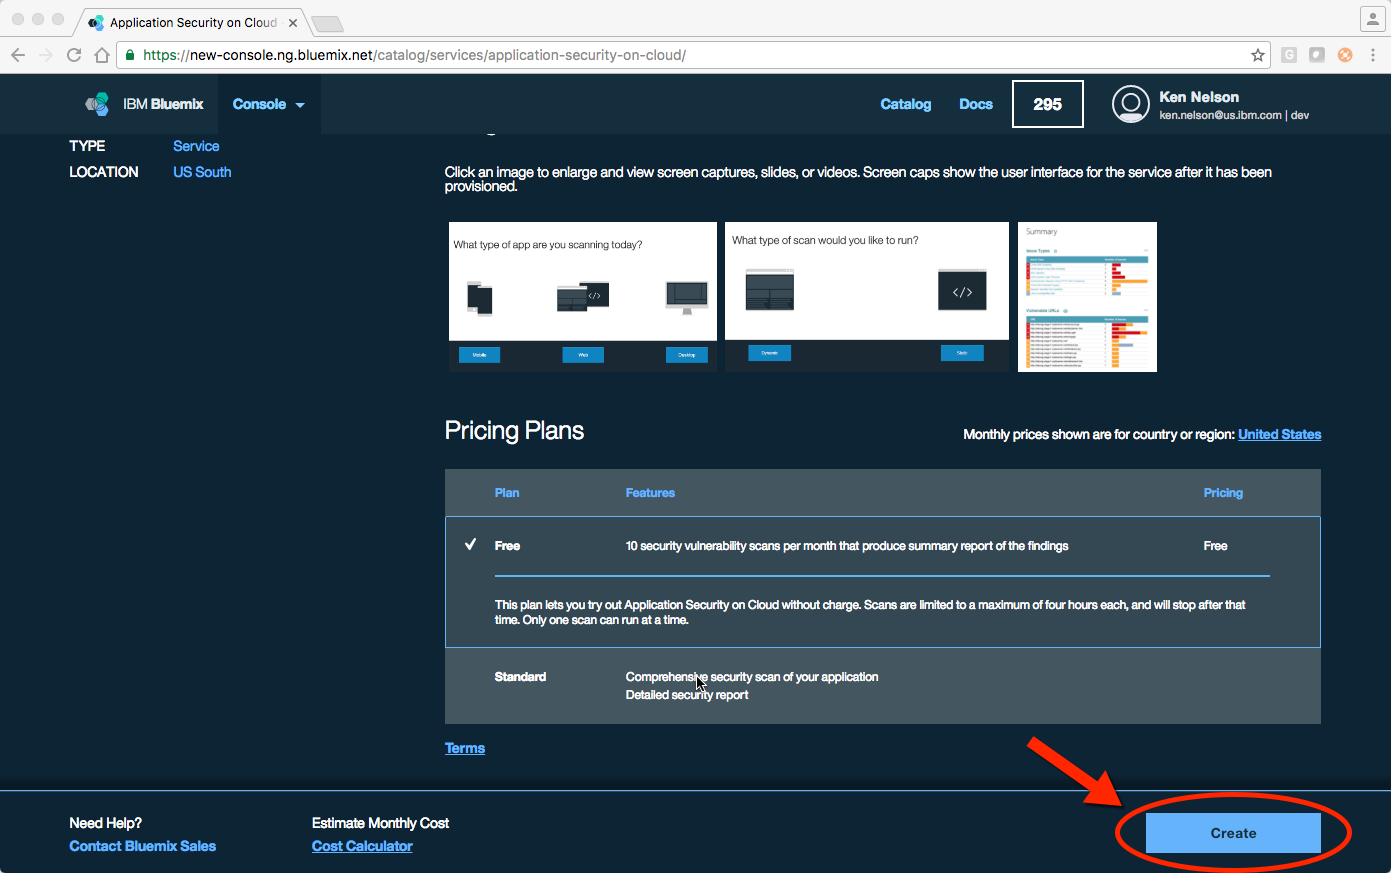 Application Security on Cloud
https://new-console.ng.bluemix.net/catalog/services/application-security-on-cloud/
G
IBM Bluemix
Console
Catalog
Docs
295
Ken Nelson
ken.nelson@us.ibm.com | dev
TYPE
Service
LOCATION
US South
Click an image to enlarge and view screen captures, slides, or videos. Screen caps show the user interface for the service after it has been
provisioned.
What type of app are you scanning today?
</>
Mobile
Web
Desktop
What type of scan would you like to run?
</>
Dynamic
Static
Summary
Issue Types
Vulnerable URLs
Pricing Plans
Monthly prices shown are for country or region: United States
Plan
Features
Pricing
Free
10 security vulnerability scans per month that produce summary report of the findings
Free
This plan lets you try out Application Security on Cloud without charge. Scans are limited to a maximum of four hours each, and will stop after that
time. Only one scan can run at a time.
Standard
Comprehensive security scan of your application
Detailed security report
Terms
Need Help?
Contact Bluemix Sales
Estimate Monthly Cost
Cost Calculator
Create